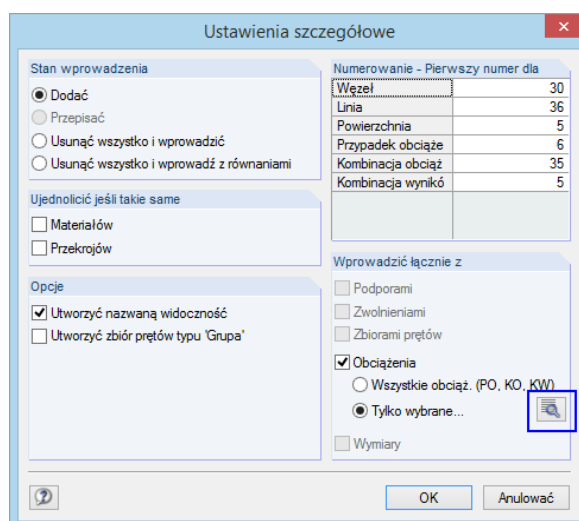 Ustawienia szczegółowe
Stan wprowadzenia
Dodać
Przepisać
Usunąć wszystko i wprowadzić
Usunąć wszystko i wprowadź z równaniami
Ujednolicić jeśli takie same
Materiałów
Przekrojów
Opcje
Utworzyć nazwaną widoczność
Utworzyć zbiór prętów typu 'Grupa'
Numerowanie - Pierwszy numer dla
Węzeł 30
Linia 36
Powierzchnia 5
Przypadek obciąże 6
Kombinacja obciąż 35
Kombinacja wynikó 5
Wprowadzić łącznie z
Podporami
Zwolnieniami
Zbiorami prętów
Obciążenia
Wszystkie obciąż. (PO, KO, KW)
Tylko wybrane...
Wymiary
OK Anulować